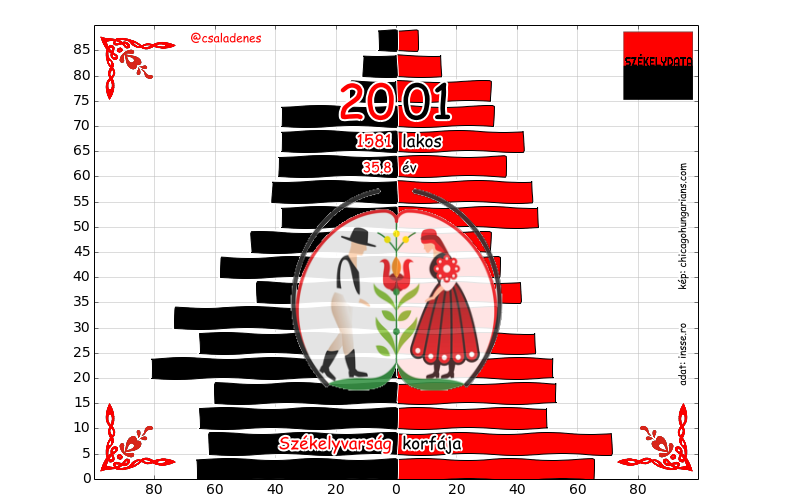 @csaladenes
SZÉKELYDATA
2001
1581 lakos
35.8 év
Székelyvarság korfája
kép: chicagohungarians.com
adat: insse.ro
85
80
75
70
65
60
55
50
45
40
35
30
25
20
15
10
5
0
80 60 40 20 0 20 40 60 80